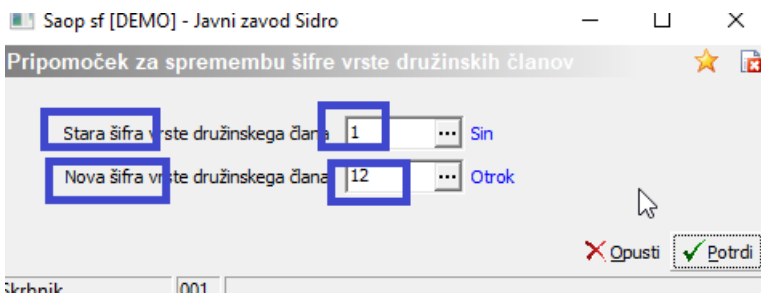 Saop sf [DEMO] - Javni zavod Sidro
Pripomoček za spremembu šifre vrste družinskih članov
Stara šifra vrste družinskega člana 1 ... Sin
Nova šifra vrste družinskega člana 12 ... Otrok
Opusti Potrdi
Skrbnik 001